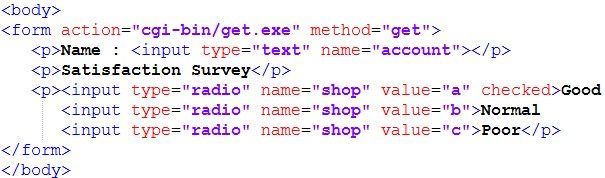 <body>
<form action="cgi-bin/get.exe" method="get">
<p>Name : <input type="text" name="account"></p>
<p>Satisfaction Survey</p>
<p><input type="radio" name="shop" value="a" checked>Good
<input type="radio" name="shop" value="b">Normal
<input type="radio" name="shop" value="c">Poor</p>
</form>
</body>